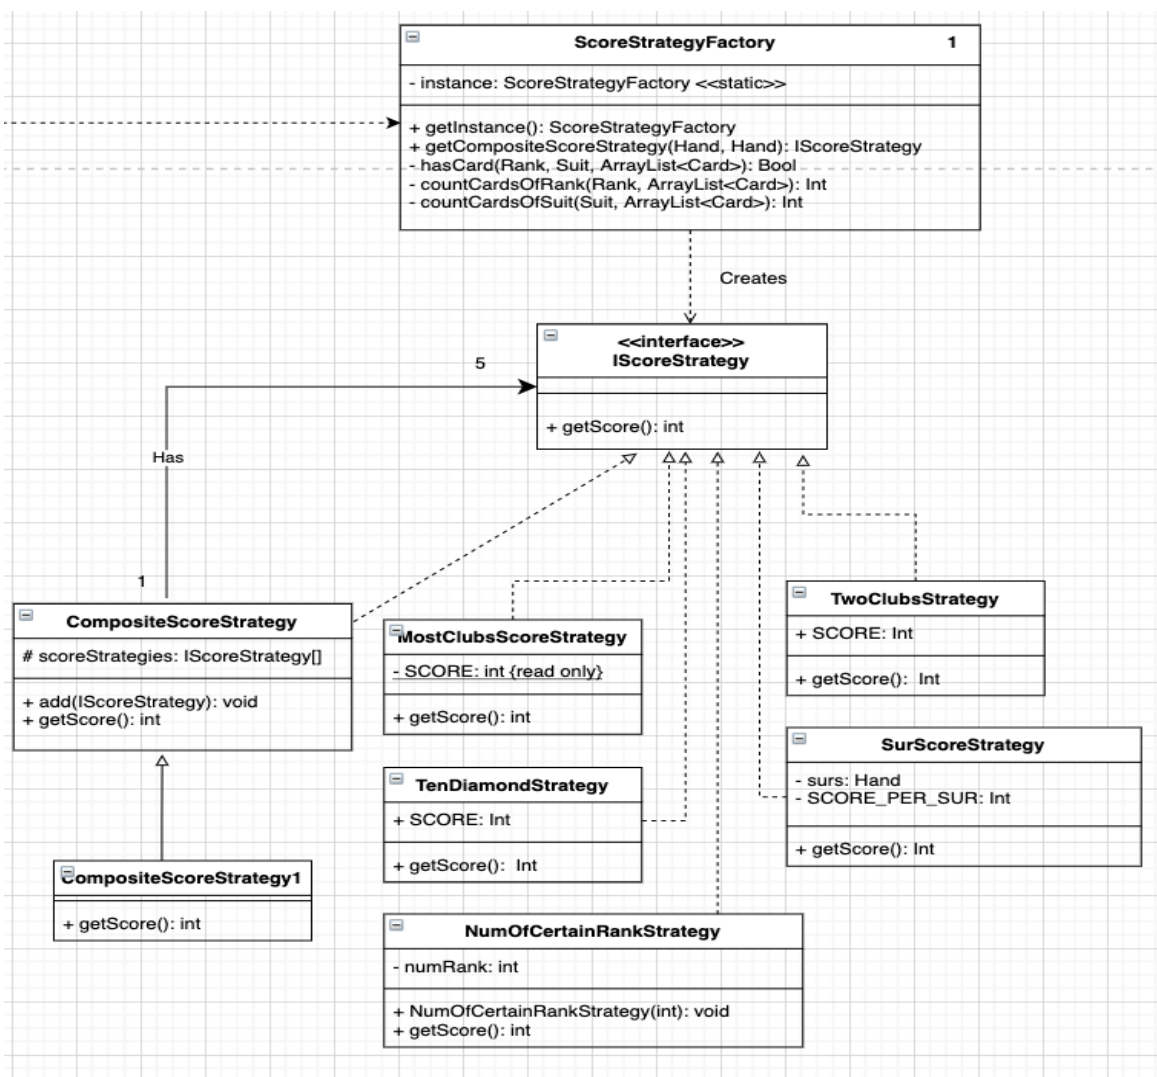 ScoreStrategyFactory 1
- instance: ScoreStrategyFactory <<static>>
+ getInstance(): ScoreStrategyFactory
+ getCompositeScoreStrategy(Hand, Hand): IScoreStrategy
- hasCard(Rank, Suit, ArrayList<Card>): Bool
- countCardsOfRank(Rank, ArrayList<Card>): Int
- countCardsOfSuit(Suit, ArrayList<Card>): Int
Creates
<<interface>>
IScoreStrategy
+ getScore(): int
5
Has
1
CompositeScoreStrategy
# scoreStrategies: IScoreStrategy[]
+ add(IScoreStrategy): void
+ getScore(): int
CompositeScoreStrategy1
+ getScore(): int
MostClubsScoreStrategy
- SCORE: int {read only}
+ getScore(): int
TenDiamondStrategy
+ SCORE: Int
+ getScore():  Int
NumOfCertainRankStrategy
- numRank: int
+ NumOfCertainRankStrategy(int): void
+ getScore(): int
TwoClubsStrategy
+ SCORE: Int
+ getScore():  Int
SurScoreStrategy
- surs: Hand
- SCORE_PER_SUR: Int
+ getScore(): Int